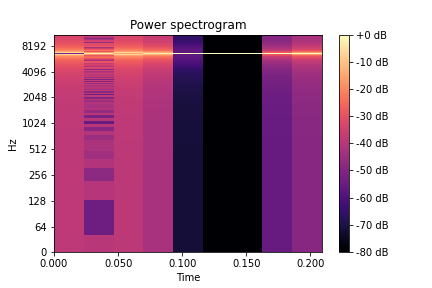 Power spectrogram
8192
4096
2048
1024
512
256
128
64
0
Hz
0.000 0.050 0.100 0.150 0.200
Time
+0 dB
-10 dB
-20 dB
-30 dB
-40 dB
-50 dB
-60 dB
-70 dB
-80 dB